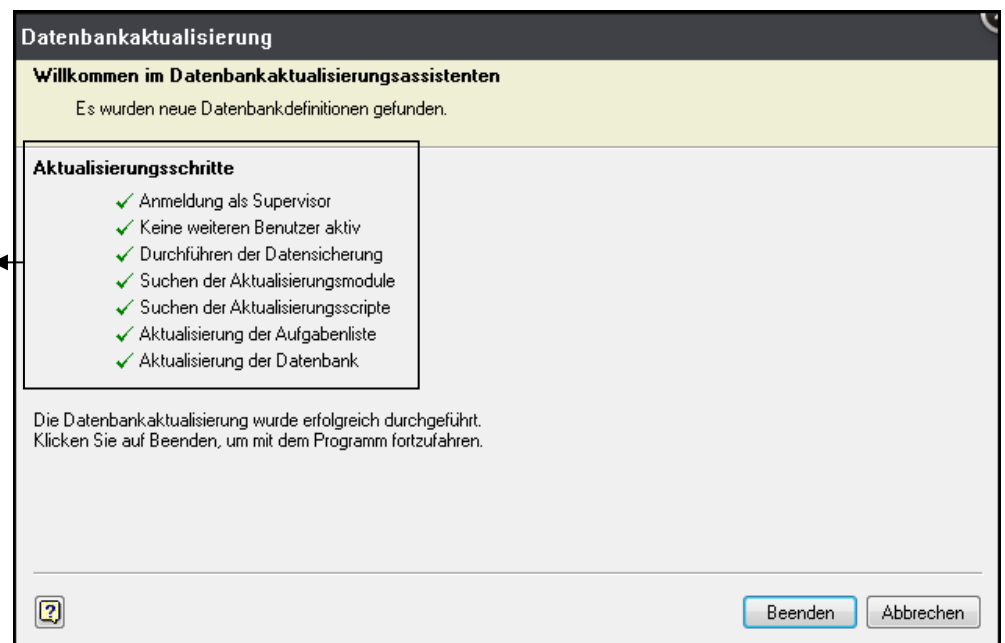 Datenbankaktualisierung
Willkommen im Datenbankaktualisierungsassistenten
Es wurden neue Datenbankdefinitionen gefunden.
Aktualisierungsschritte
Anmeldung als Supervisor
Keine weiteren Benutzer aktiv
Durchführen der Datensicherung
Suchen der Aktualisierungsmodule
Suchen der Aktualisierungsscripte
Aktualisierung der Aufgabenliste
Aktualisierung der Datenbank
Die Datenbankaktualisierung wurde erfolgreich durchgeführt.
Klicken Sie auf Beenden, um mit dem Programm fortzufahren.
? Beenden Abbrechen